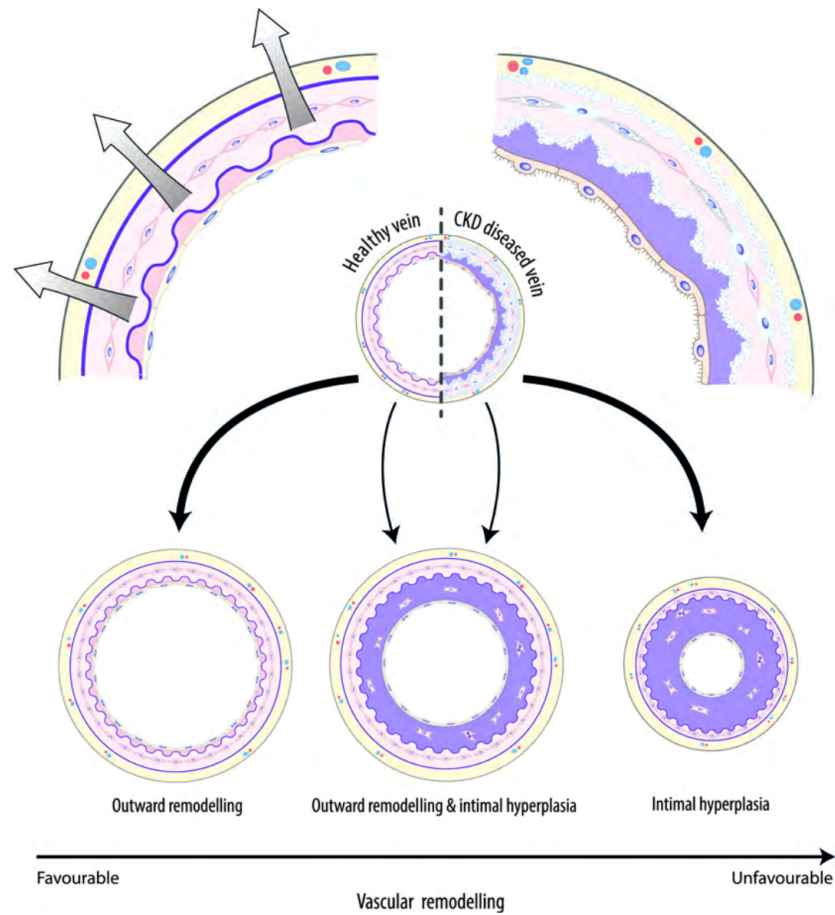 Healthy vein
CKD diseased vein
Outward remodelling
Outward remodelling & intimal hyperplasia
Intimal hyperplasia
Favourable
Unfavourable
Vascular remodelling